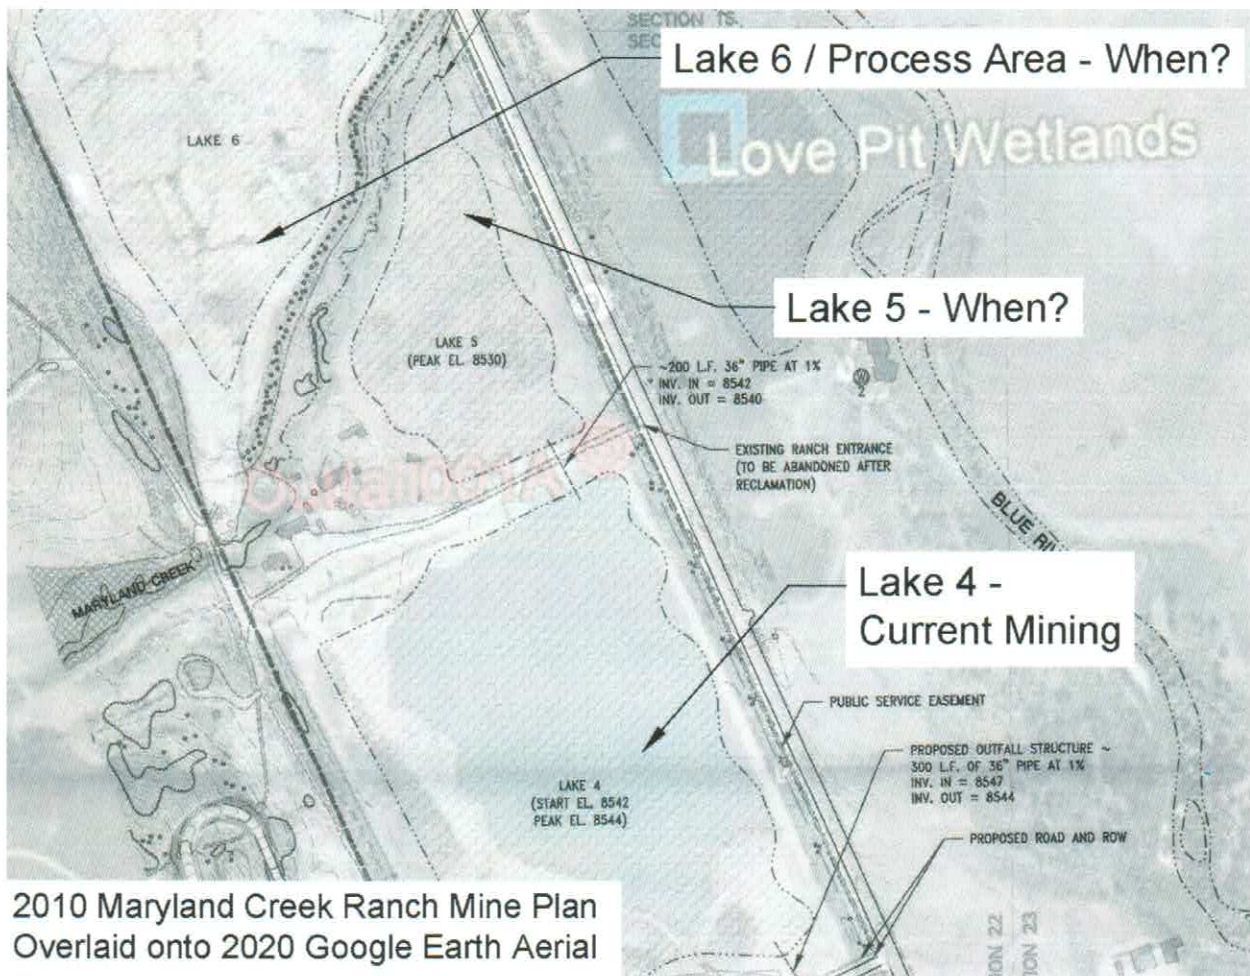 SECTION 15
Lake 6 / Process Area - When?
LAKE 6
Love Pit Wetlands
Lake 5 - When?
LAKE 5
(PEAK EL. 8530)
~200 L.F. 36" PIPE AT 1%
INV. IN = 8542
INV. OUT = 8540
W
2
EXISTING RANCH ENTRANCE
(TO BE ABANDONED AFTER
RECLAMATION)
BLUE
MARYLAND CREEK
Lake 4 -
Current Mining
PUBLIC SERVICE EASEMENT
PROPOSED OUTFALL STRUCTURE ~
300 L.F. OF 36" PIPE AT 1%
INV. IN = 8547
INV. OUT = 8544
LAKE 4
(START EL. 8542
PEAK EL. 8544)
PROPOSED ROAD AND ROW
22
23
2010 Maryland Creek Ranch Mine Plan
Overlaid onto 2020 Google Earth Aerial